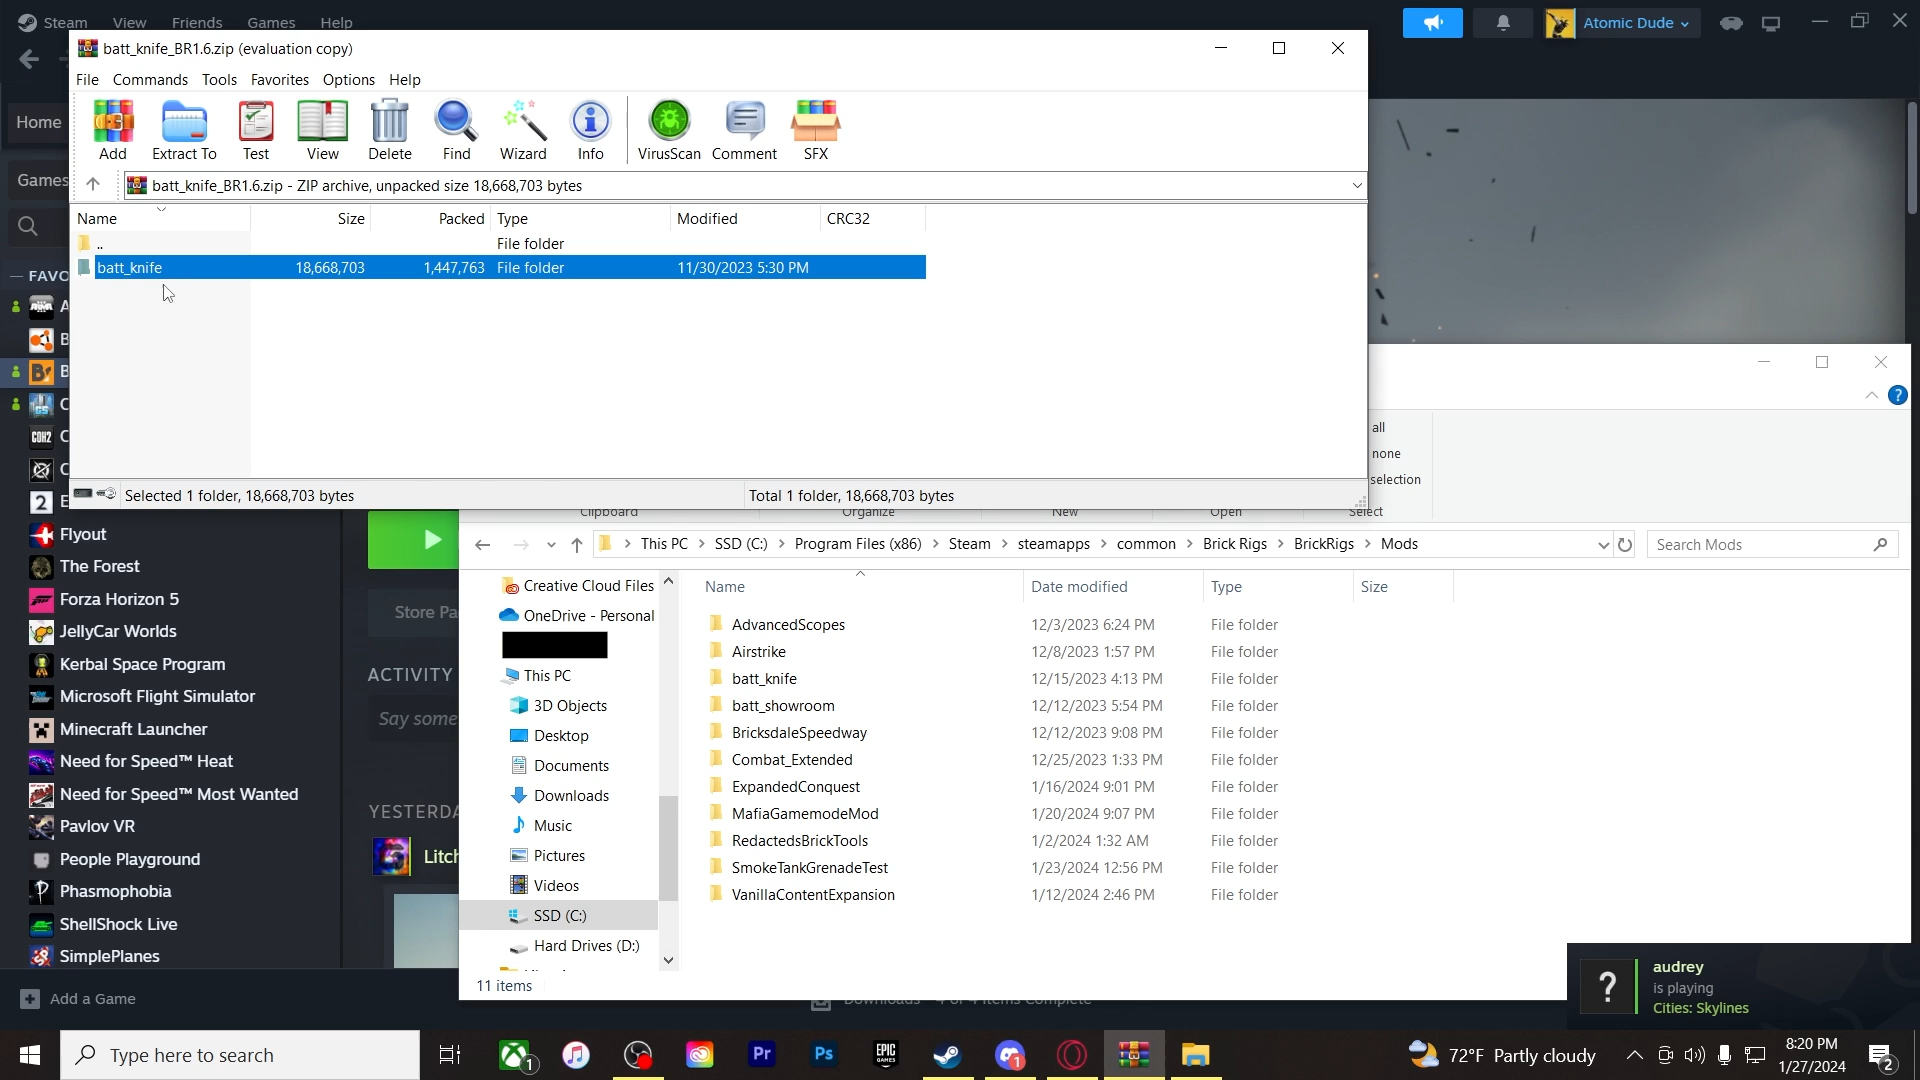 Steam View Friends Games Help
Atomic Dude
batt_knife_BR1.6.zip (evaluation copy)
File Commands Tools Favorites Options Help
Add Extract To Test View Delete Find Wizard Info VirusScan Comment SFX
Home
Games
batt_knife_BR1.6.zip - ZIP archive, unpacked size 18,668,703 bytes
Name Size Packed Type Modified CRC32
.. File folder
batt_knife 18,668,703 1,447,763 File folder 11/30/2023 5:30 PM
FAVO
A
B
B
C
C
C
E
Selected 1 folder, 18,668,703 bytes Total 1 folder, 18,668,703 bytes
all
none
selection
Clipboard Organize New Open Select
This PC > SSD (C:) > Program Files (x86) > Steam > steamapps > common > Brick Rigs > BrickRigs > Mods
Search Mods
Flyout
The Forest
Forza Horizon 5
JellyCar Worlds
Kerbal Space Program
Microsoft Flight Simulator
Minecraft Launcher
Need for Speed™ Heat
Need for Speed™ Most Wanted
Pavlov VR
People Playground
Phasmophobia
ShellShock Live
SimplePlanes
Add a Game
Store Pa
ACTIVITY
Say some
YESTERDA
Litch
Creative Cloud Files
OneDrive - Personal
This PC
3D Objects
Desktop
Documents
Downloads
Music
Pictures
Videos
SSD (C:)
Hard Drives (D:)
Name Date modified Type Size
AdvancedScopes 12/3/2023 6:24 PM File folder
Airstrike 12/8/2023 1:57 PM File folder
batt_knife 12/15/2023 4:13 PM File folder
batt_showroom 12/12/2023 5:54 PM File folder
BricksdaleSpeedway 12/12/2023 9:08 PM File folder
Combat_Extended 12/25/2023 1:33 PM File folder
ExpandedConquest 1/16/2024 9:01 PM File folder
MafiaGamemodeMod 1/20/2024 9:07 PM File folder
RedactedsBrickTools 1/2/2024 1:32 AM File folder
SmokeTankGrenadeTest 1/23/2024 12:56 PM File folder
VanillaContentExpansion 1/12/2024 2:46 PM File folder
11 items
Downloads - 4 of 4 Items Complete
audrey
is playing
Cities: Skylines
Type here to search
72°F Partly cloudy
8:20 PM
1/27/2024
2